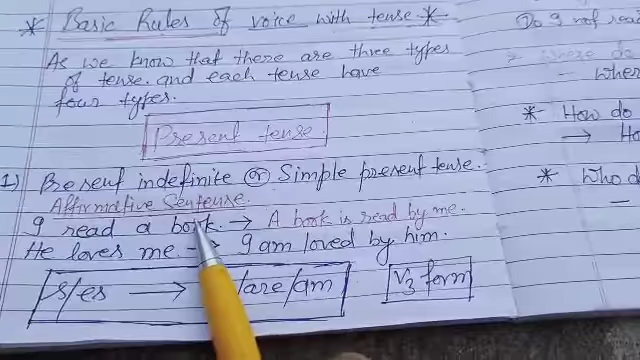 * Basic Rules of voice with tense *
As we know that there are three types
of tense. and each tense have
four types.
Present tense.
1) Present indefinite or Simple present tense.
Affirmative Sentense.
I read a book. → A book is read by me.
He loves me. → I am loved by him.
s/es → /are/am V3 form
Do I not rea
How do
→ Ho
* Who d